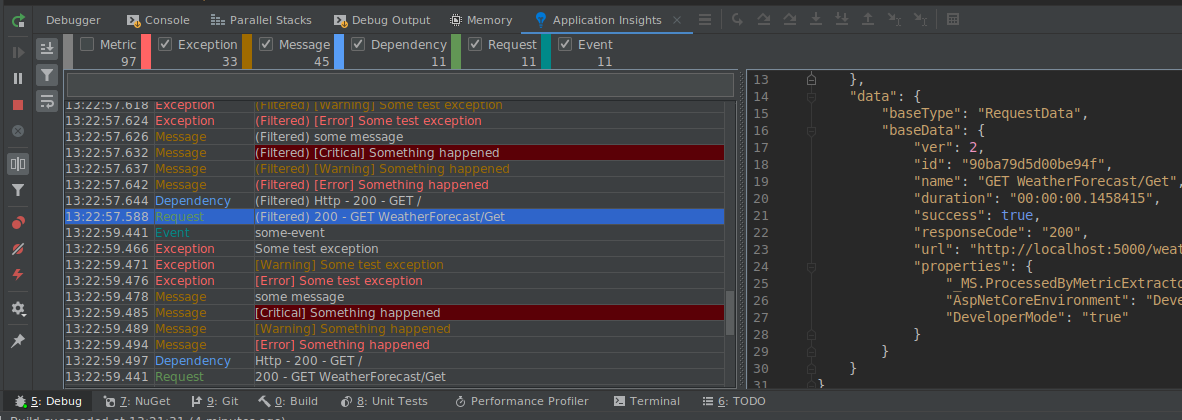 Debugger Console Parallel Stacks Debug Output Memory Application Insights
Metric 97
Exception 33
Message 45
Dependency 11
Request 11
Event 11
13:22:57.618 Exception (Filtered) [Warning] Some test exception
13:22:57.624 Exception (Filtered) [Error] Some test exception
13:22:57.626 Message (Filtered) some message
13:22:57.632 Message (Filtered) [Critical] Something happened
13:22:57.637 Message (Filtered) [Warning] Something happened
13:22:57.642 Message (Filtered) [Error] Something happened
13:22:57.644 Dependency (Filtered) Http - 200 - GET /
13:22:57.588 Request (Filtered) 200 - GET WeatherForecast/Get
13:22:59.441 Event some-event
13:22:59.466 Exception Some test exception
13:22:59.471 Exception [Warning] Some test exception
13:22:59.476 Exception [Error] Some test exception
13:22:59.478 Message some message
13:22:59.485 Message [Critical] Something happened
13:22:59.489 Message [Warning] Something happened
13:22:59.494 Message [Error] Something happened
13:22:59.497 Dependency Http - 200 - GET /
13:22:59.441 Request 200 - GET WeatherForecast/Get
13 },
14 "data": {
15 "baseType": "RequestData",
16 "baseData": {
17 "ver": 2,
18 "id": "90ba79d5d00be94f",
19 "name": "GET WeatherForecast/Get",
20 "duration": "00:00:00.1458415",
21 "success": true,
22 "responseCode": "200",
23 "url": "http://localhost:5000/weat
24 "properties": {
25 "_MS.ProcessedByMetricExtracto
26 "AspNetCoreEnvironment": "Deve
27 "DeveloperMode": "true"
28 }
29 }
30 }
31 }
5: Debug 7: NuGet 9: Git 0: Build 8: Unit Tests Performance Profiler Terminal 6: TODO
Build succeeded at 13:21:31 (4 minutes ago)